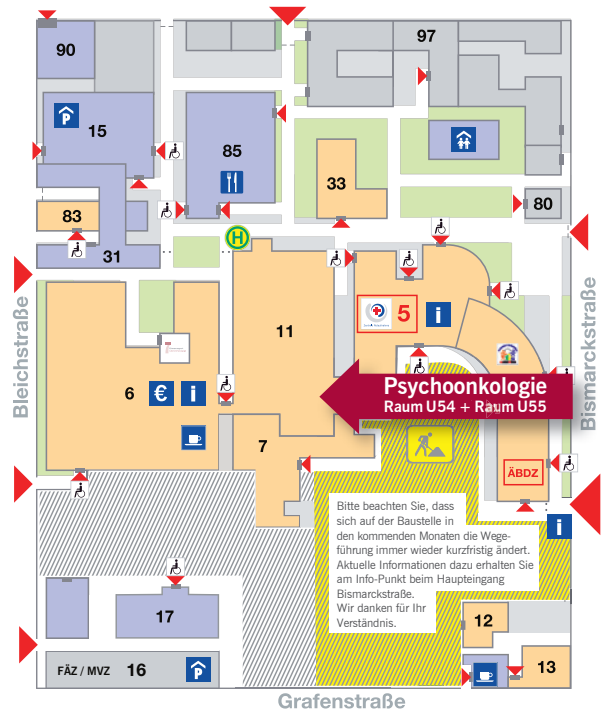 90
97
P
15
85
33
83
80
H
31
5
i
11
Bleichstraße
Bismarckstraße
6
€
i
Psychoonkologie
Raum U54 + Raum U55
7
ÄBDZ
i
Bitte beachten Sie, dass
sich auf der Baustelle in
den kommenden Monaten die Wege-
führung immer wieder kurzfristig ändert.
Aktuelle Informationen dazu erhalten Sie
am Info-Punkt beim Haupteingang
Bismarckstraße.
Wir danken für Ihr
Verständnis.
17
12
FÄZ / MVZ 16
P
13
Grafenstraße